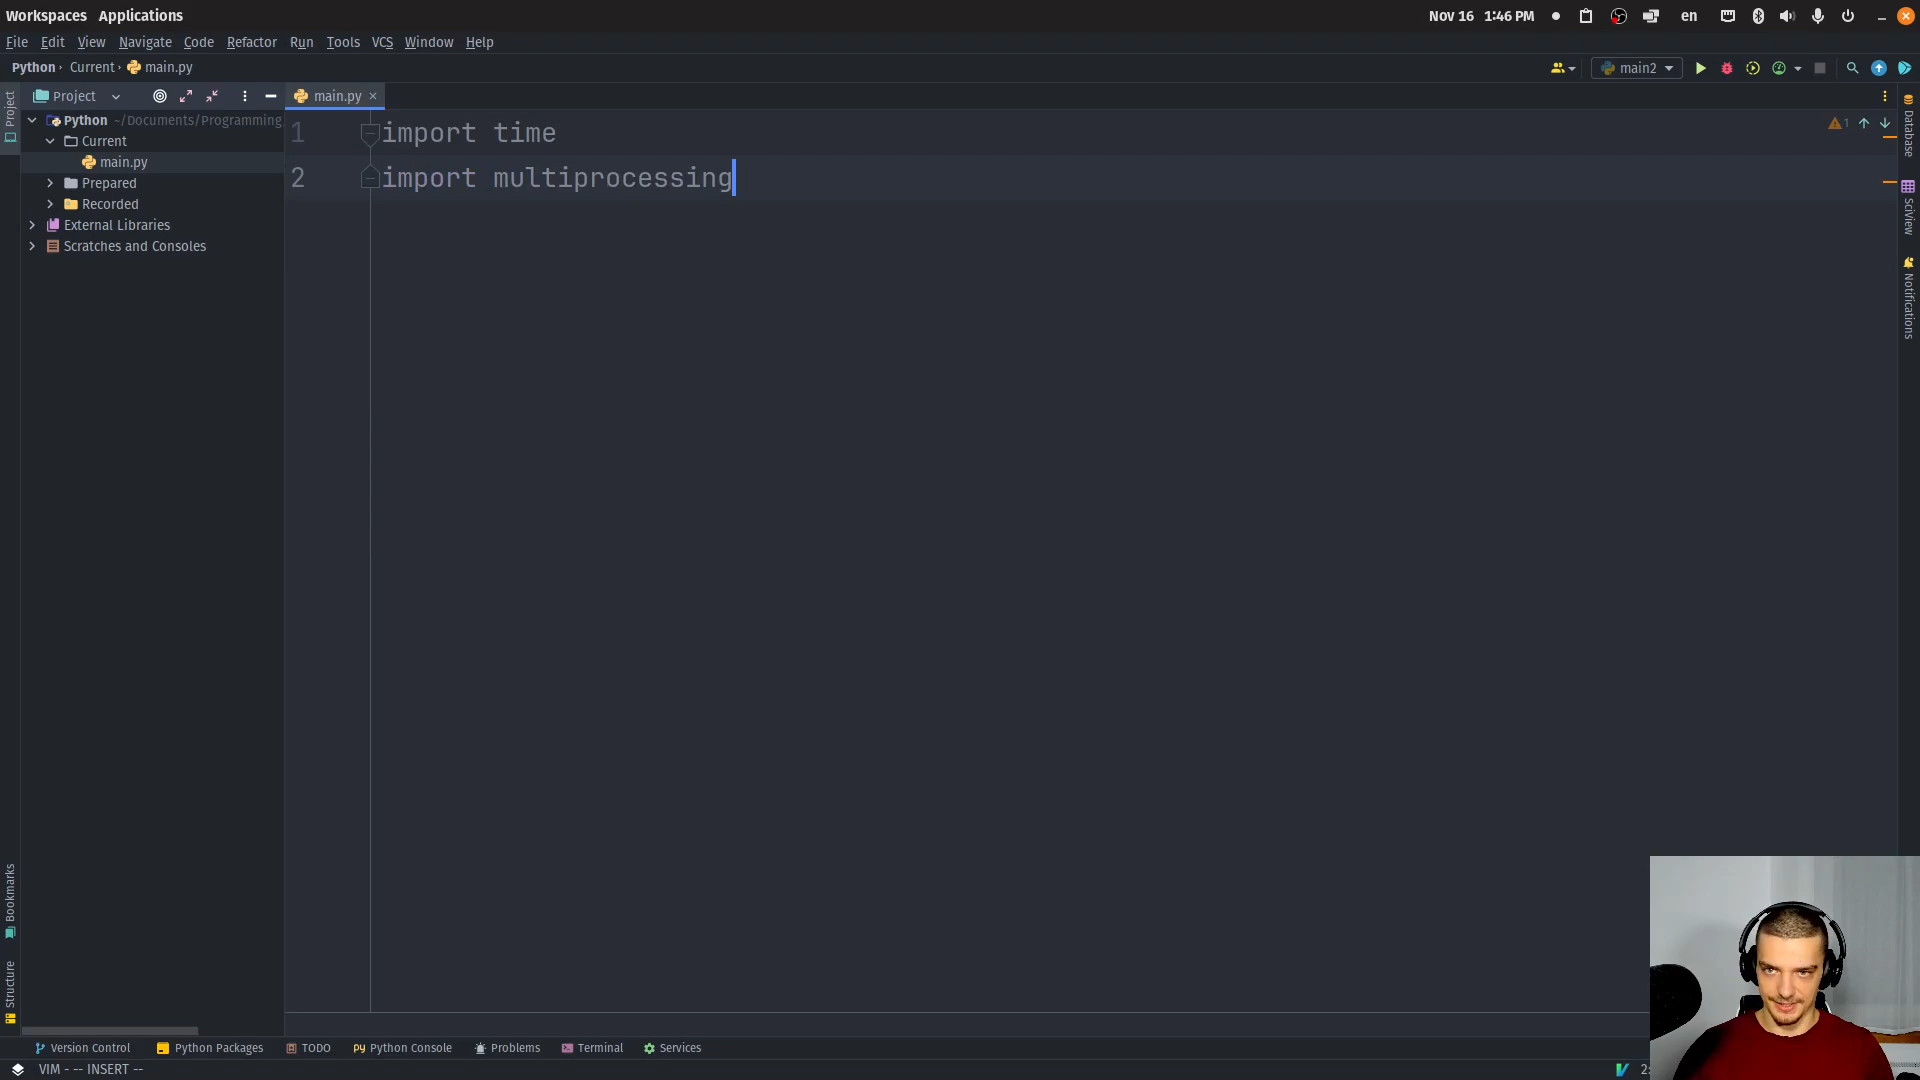 Workspaces Applications
Nov 16 1:46 PM
en
File Edit View Navigate Code Refactor Run Tools VCS Window Help
Python Current main.py
main2
Project
main.py
Python ~/Documents/Programming
Current
main.py
Prepared
Recorded
External Libraries
Scratches and Consoles
1 import time
2 import multiprocessing
1
Project
Bookmarks
Structure
Database
SciView
Notifications
Version Control Python Packages TODO Python Console Problems Terminal Services
VIM - -- INSERT --
2: